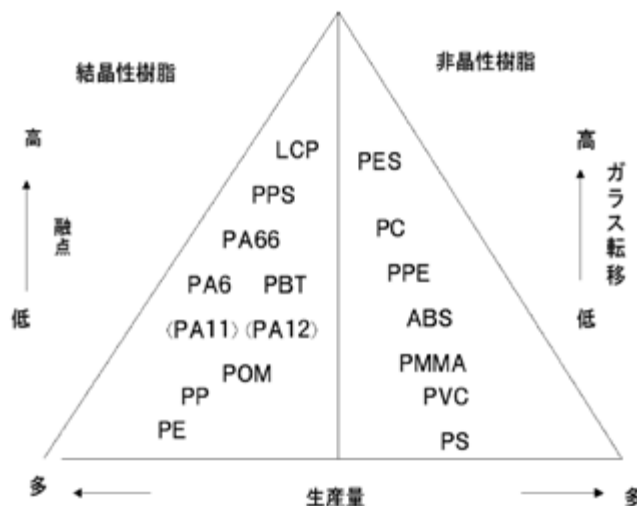 結晶性樹脂
非晶性樹脂
高
融点
低
LCP
PPS
PA66
PA6 PBT
(PA11) (PA12)
POM
PP
PE
PES
PC
PPE
ABS
PMMA
PVC
PS
高
ガラス転移
低
多
生産量
多